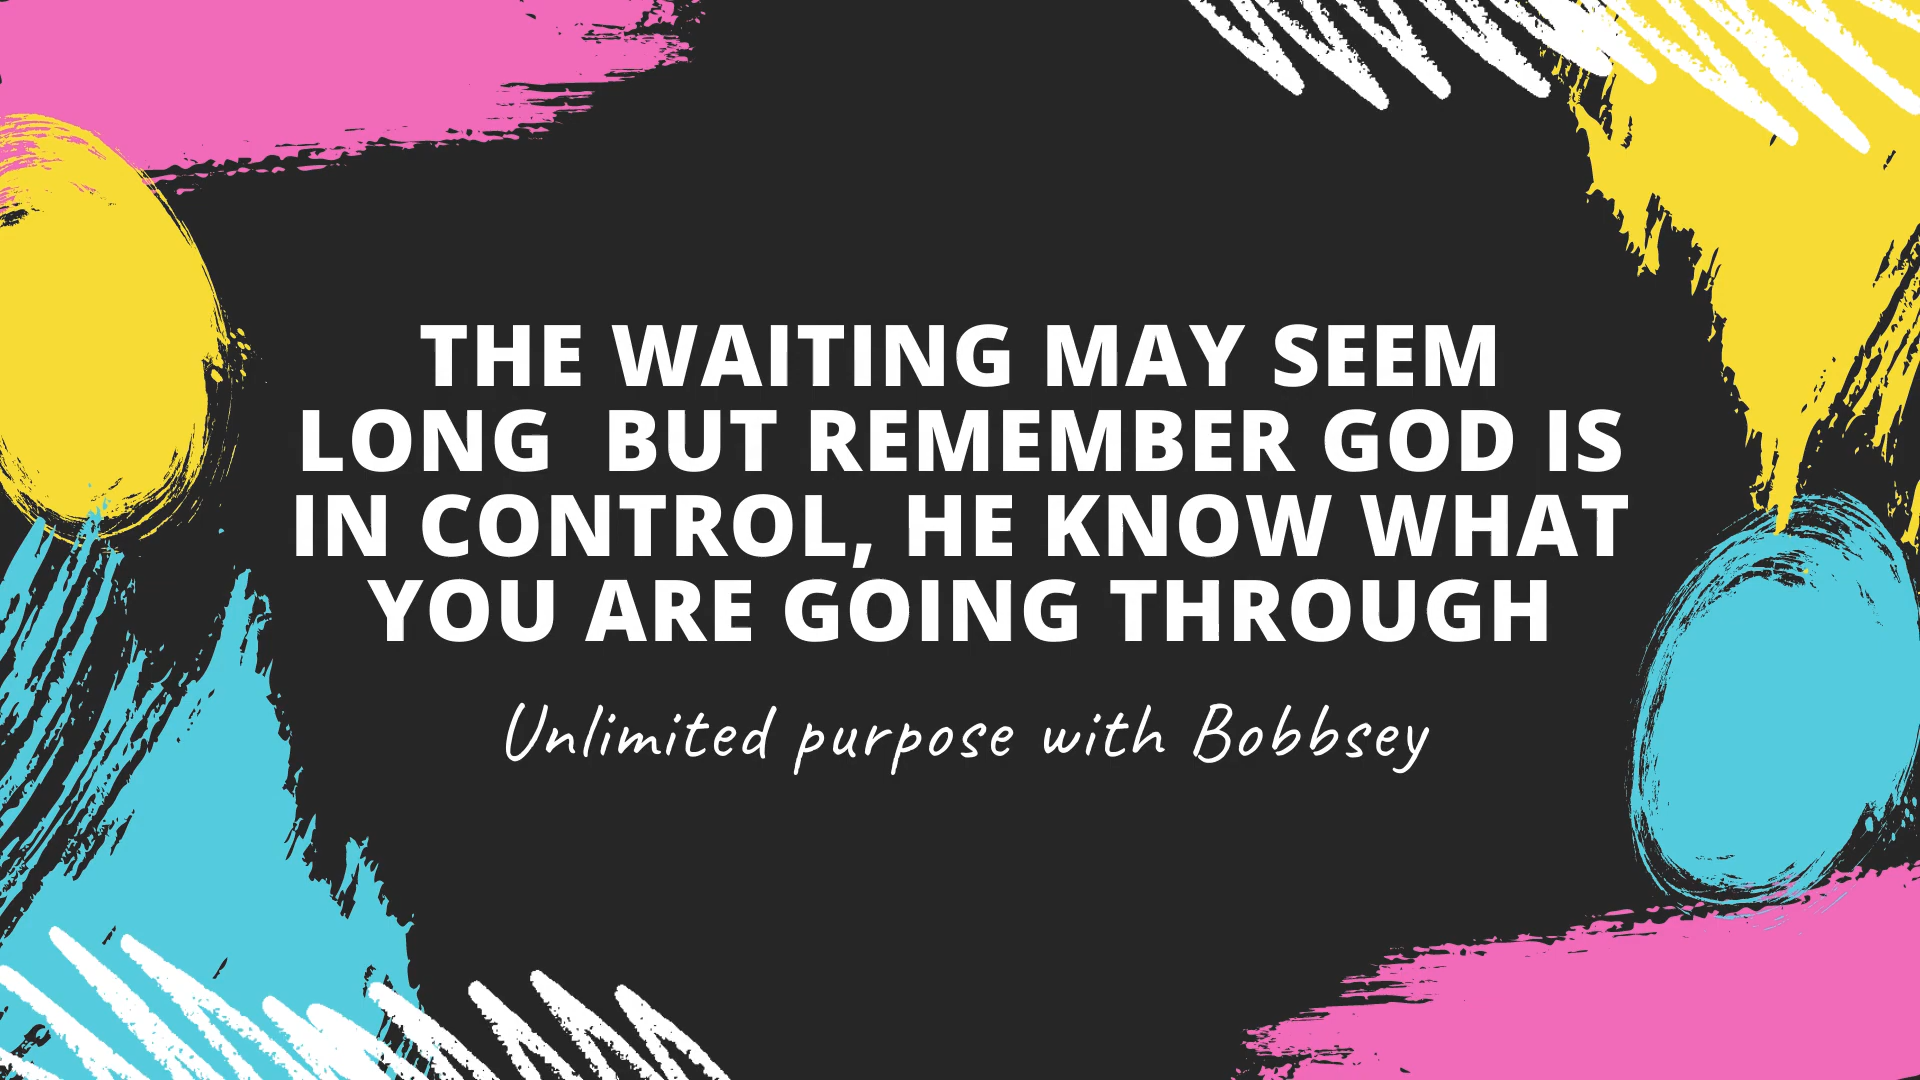 THE WAITING MAY SEEM
LONG  BUT REMEMBER GOD IS
IN CONTROL, HE KNOW WHAT
YOU ARE GOING THROUGH
Unlimited purpose with Bobbsey